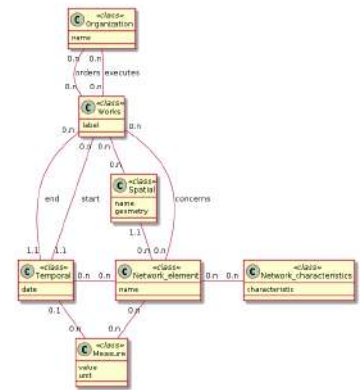 «class»
C Organization
name
0.n 0.n
orders executes
0.n 0.n
«class»
C Works
label
0.n 0.n 0.n 0.n
0.n
«class»
C Spatial
name
geometry
end start concerns
1.1
1.1 1.1 0.n 0.n
«class»
C Temporal
date
0.n 0.n
«class»
C Network_element
name
0.n 0.n
«class»
C Network_characteristics
characteristic
0.1 0.n
0.n 0.n
«class»
C Measure
value
unit